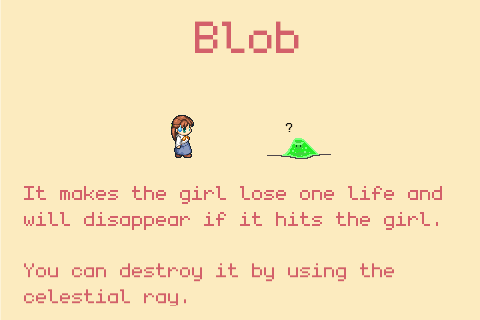 Blob
?
It makes the girl lose one life and
will disappear if it hits the girl.
You can destroy it by using the
celestial ray.